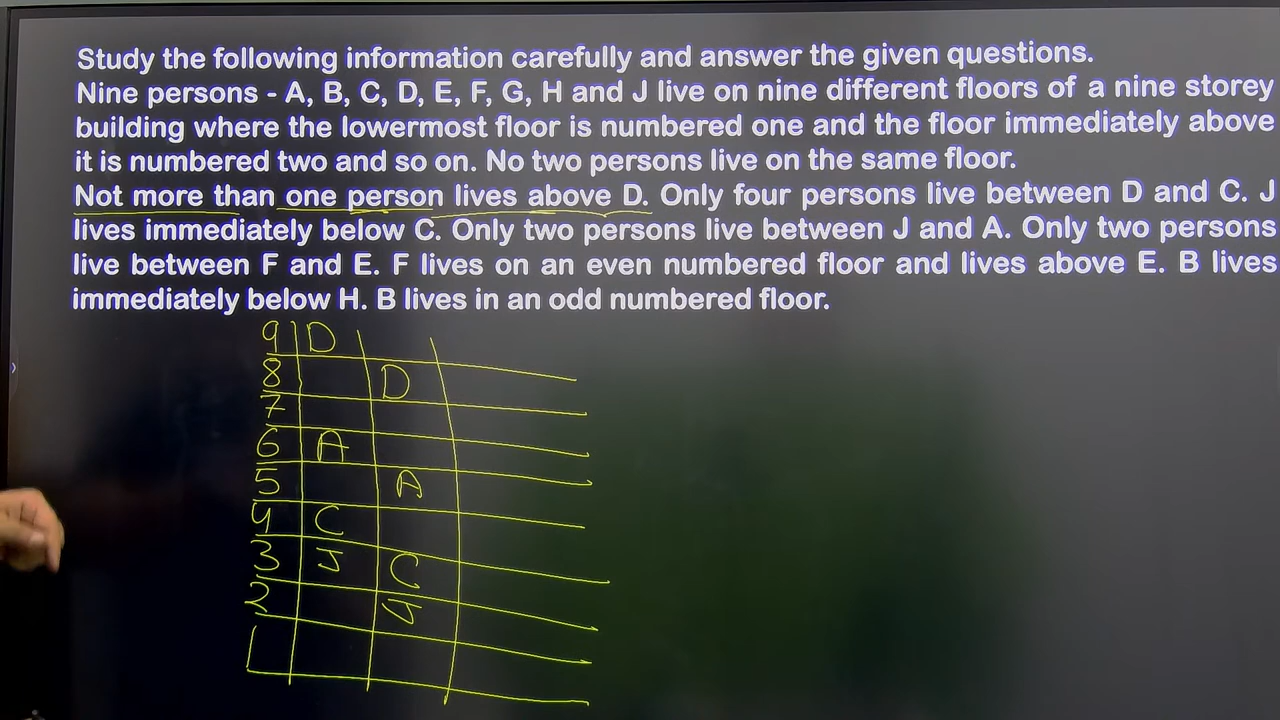 Study the following information carefully and answer the given questions.
Nine persons - A, B, C, D, E, F, G, H and J live on nine different floors of a nine storey
building where the lowermost floor is numbered one and the floor immediately above
it is numbered two and so on. No two persons live on the same floor.
Not more than one person lives above D. Only four persons live between D and C. J
lives immediately below C. Only two persons live between J and A. Only two persons
live between F and E. F lives on an even numbered floor and lives above E. B lives
immediately below H. B lives in an odd numbered floor.
9 D
8 D
7
6 A
5 A
4 C
3 J C
2 J
1